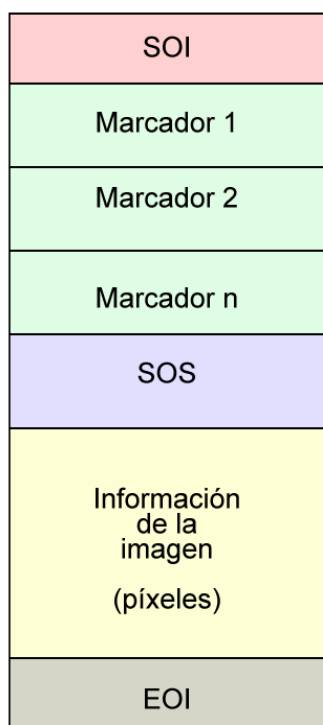 SOI
Marcador 1
Marcador 2
Marcador n
SOS
Información
de la
imagen
(píxeles)
EOI